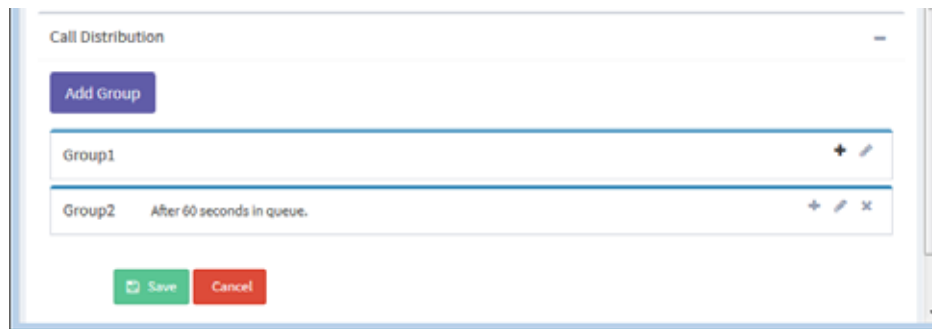 Call Distribution
Add Group
Group1
Group2 After 60 seconds in queue.
Save Cancel